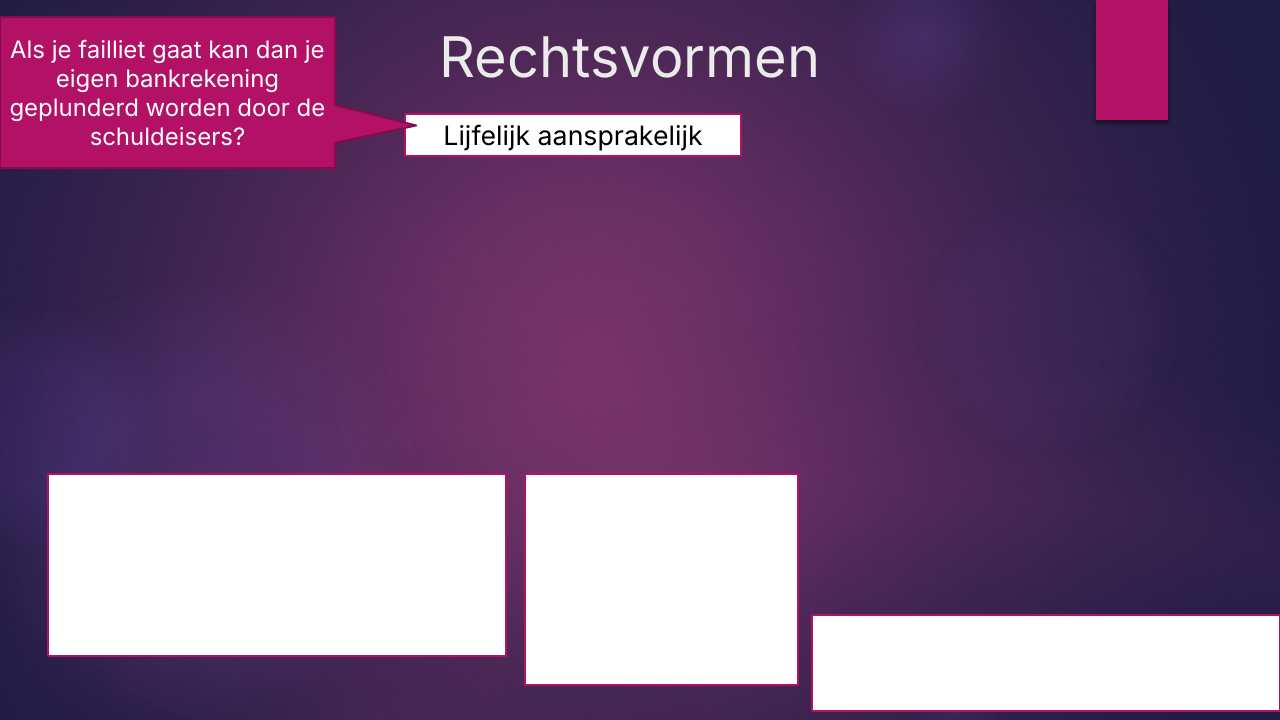 Als je failliet gaat kan dan je
eigen bankrekening
geplunderd worden door de
schuldeisers?
Rechtsvormen
Lijfelijk aansprakelijk